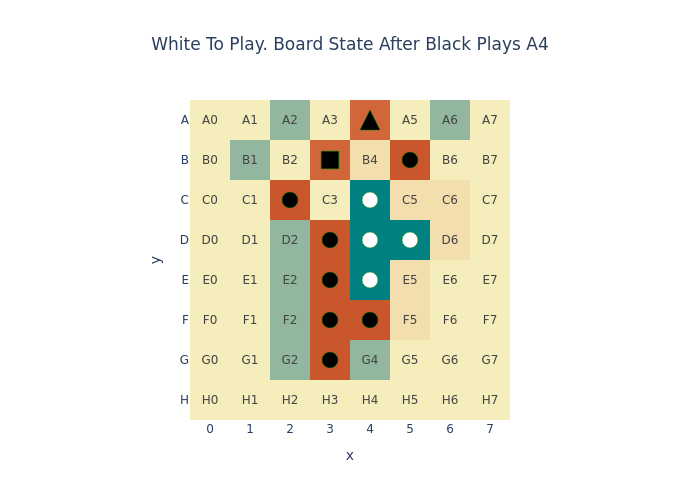 White To Play. Board State After Black Plays A4
A A0 A1 A2 A3 A5 A6 A7
B B0 B1 B2 B4 B6 B7
C C0 C1 C3 C5 C6 C7
D D0 D1 D2 D6 D7
E E0 E1 E2 E5 E6 E7
F F0 F1 F2 F5 F6 F7
G G0 G1 G2 G4 G5 G6 G7
H H0 H1 H2 H3 H4 H5 H6 H7
0 1 2 3 4 5 6 7
x
y